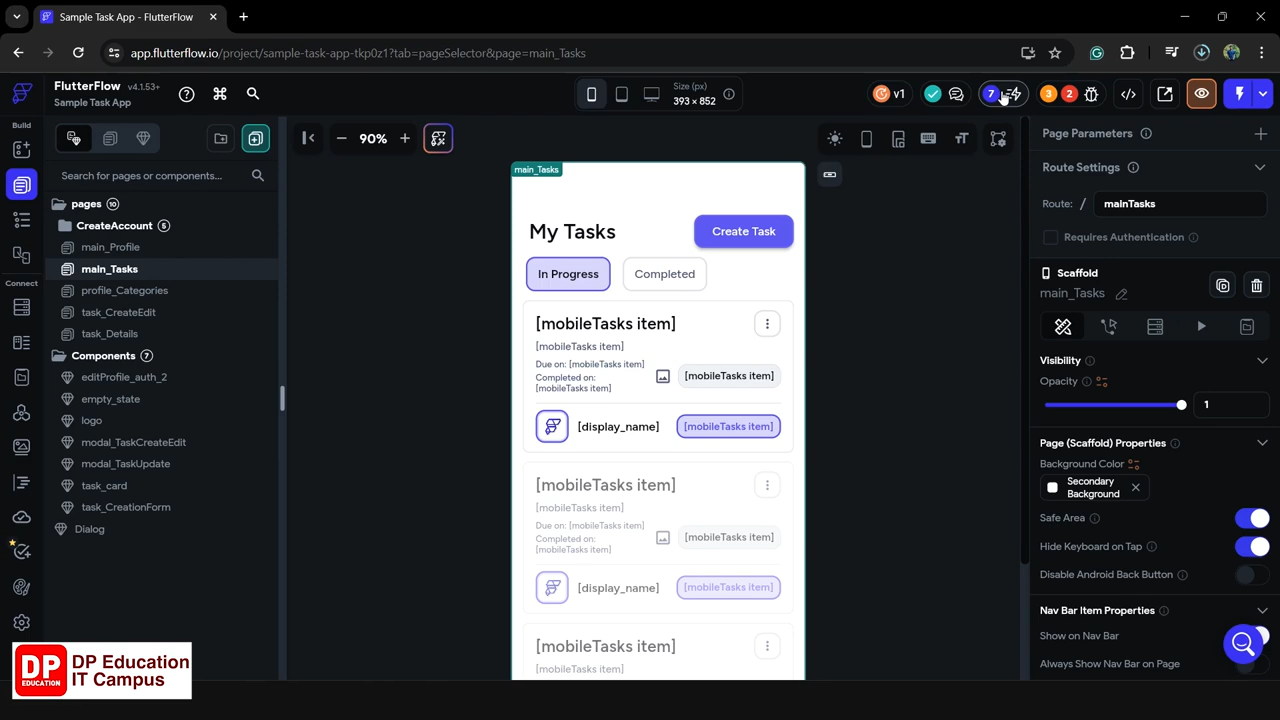 Sample Task App - FlutterFlow
app.flutterflow.io/project/sample-task-app-tkp0z1?tab=pageSelector&page=main_Tasks
FlutterFlow v4.1.53+
Sample Task App
Size (px)
393 × 852
v1
7
3
2
Build
Connect
90%
Search for pages or components...
pages 10
CreateAccount 5
main_Profile
main_Tasks
profile_Categories
task_CreateEdit
task_Details
Components 7
editProfile_auth_2
empty_state
logo
modal_TaskCreateEdit
modal_TaskUpdate
task_card
task_CreationForm
Dialog
main_Tasks
My Tasks
Create Task
In Progress
Completed
[mobileTasks item]
[mobileTasks item]
Due on: [mobileTasks item]
Completed on:
[mobileTasks item]
[mobileTasks item]
[display_name]
[mobileTasks item]
[mobileTasks item]
[mobileTasks item]
Due on: [mobileTasks item]
Completed on:
[mobileTasks item]
[mobileTasks item]
[display_name]
[mobileTasks item]
[mobileTasks item]
[mobileTasks item]
Page Parameters
Route Settings
Route: / mainTasks
Requires Authentication
Scaffold
main_Tasks
Visibility
Opacity
1
Page (Scaffold) Properties
Background Color
Secondary
Background
Safe Area
Hide Keyboard on Tap
Disable Android Back Button
Nav Bar Item Properties
Show on Nav Bar
Always Show Nav Bar on Page
DP
EDUCATION
DP Education
IT Campus